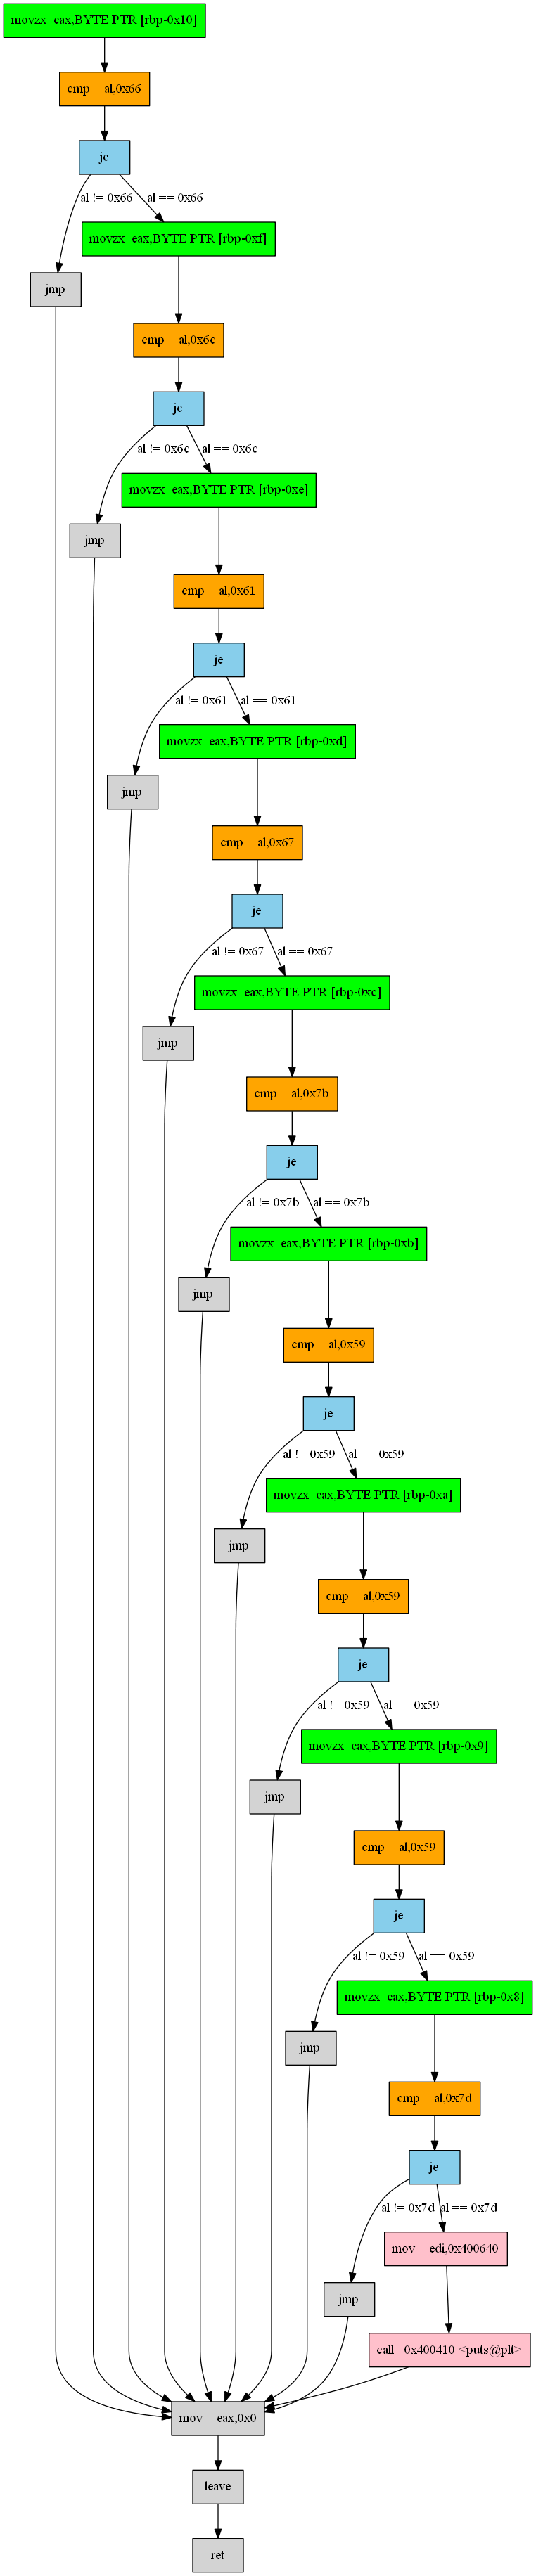 movzx eax,BYTE PTR [rbp-0x10]
cmp al,0x66
je
al != 0x66
al == 0x66
movzx eax,BYTE PTR [rbp-0xf]
jmp
cmp al,0x6c
je
al != 0x6c
al == 0x6c
movzx eax,BYTE PTR [rbp-0xe]
jmp
cmp al,0x61
je
al != 0x61
al == 0x61
movzx eax,BYTE PTR [rbp-0xd]
jmp
cmp al,0x67
je
al != 0x67
al == 0x67
movzx eax,BYTE PTR [rbp-0xc]
jmp
cmp al,0x7b
je
al != 0x7b
al == 0x7b
movzx eax,BYTE PTR [rbp-0xb]
jmp
cmp al,0x59
je
al != 0x59
al == 0x59
movzx eax,BYTE PTR [rbp-0xa]
jmp
cmp al,0x59
je
al != 0x59
al == 0x59
movzx eax,BYTE PTR [rbp-0x9]
jmp
cmp al,0x59
je
al != 0x59
al == 0x59
movzx eax,BYTE PTR [rbp-0x8]
jmp
cmp al,0x7d
je
al != 0x7d
al == 0x7d
mov edi,0x400640
jmp
call 0x400410 <puts@plt>
mov eax,0x0
leave
ret